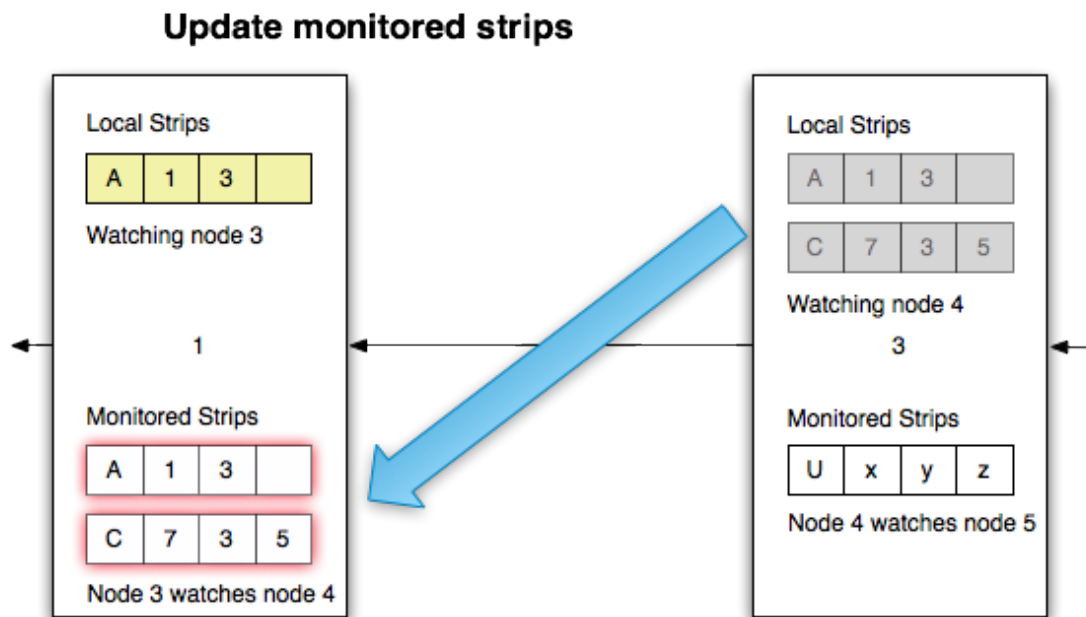 Update monitored strips
Local Strips
A 1 3
Watching node 3
1
Monitored Strips
A 1 3
C 7 3 5
Node 3 watches node 4
Local Strips
A 1 3
C 7 3 5
Watching node 4
3
Monitored Strips
U x y z
Node 4 watches node 5